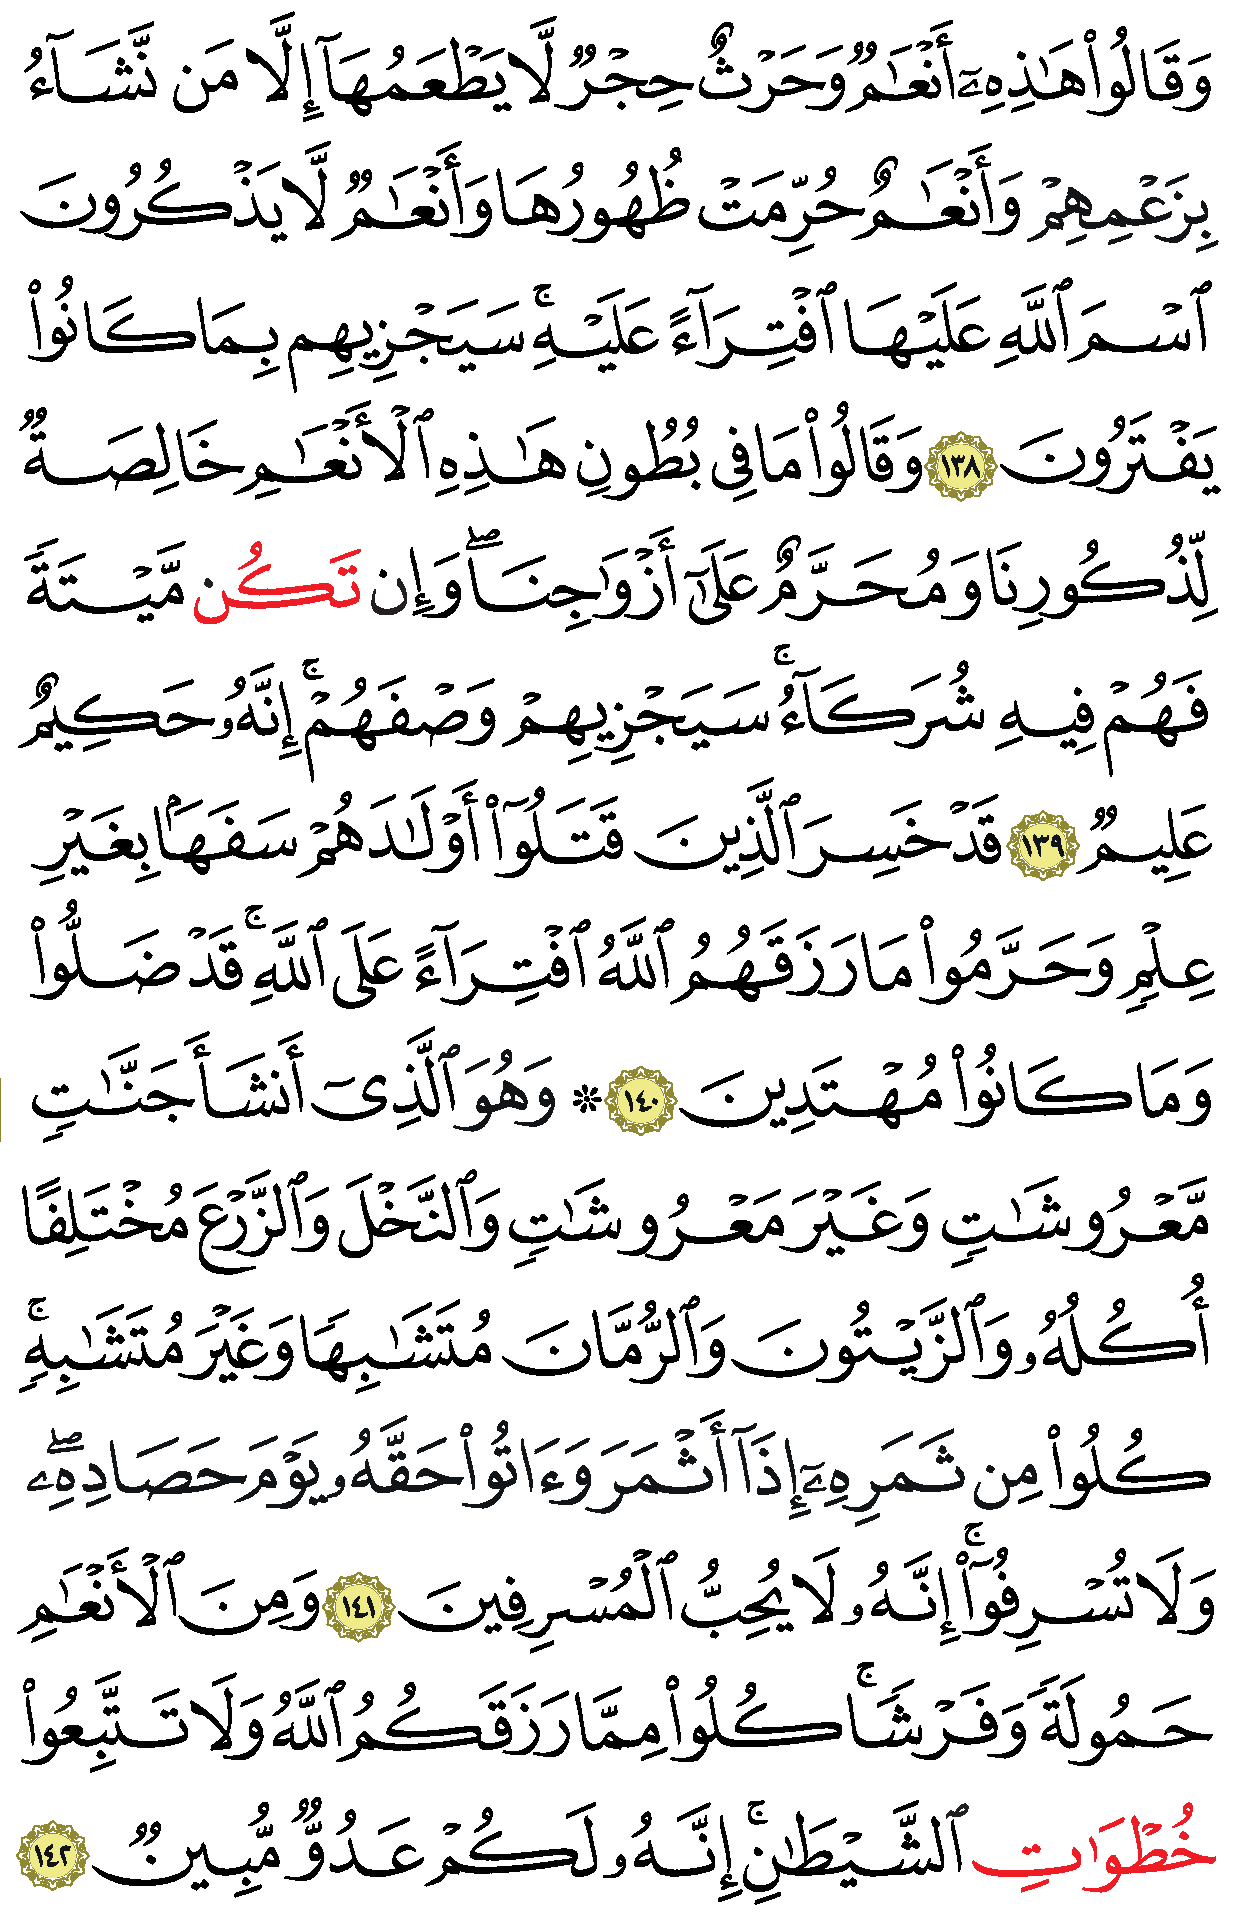 وَقَالُوا۟ هَـٰذِهِۦٓ أَنْعَـٰمٌ وَحَرْثٌ حِجْرٌ لَّا يَطْعَمُهَآ إِلَّا مَن نَّشَآءُ
بِزَعْمِهِمْ وَأَنْعَـٰمٌ حُرِّمَتْ ظُهُورُهَا وَأَنْعَـٰمٌ لَّا يَذْكُرُونَ
ٱسْمَ ٱللَّهِ عَلَيْهَا ٱفْتِرَآءً عَلَيْهِ ۚ سَيَجْزِيهِم بِمَا كَانُوا۟
يَفْتَرُونَ ١٣٨ وَقَالُوا۟ مَا فِى بُطُونِ هَـٰذِهِ ٱلْأَنْعَـٰمِ خَالِصَةٌ
لِّذُكُورِنَا وَمُحَرَّمٌ عَلَىٰٓ أَزْوَٰجِنَا ۖ وَإِن تَكُن مَّيْتَةً
فَهُمْ فِيهِ شُرَكَآءُ ۚ سَيَجْزِيهِمْ وَصْفَهُمْ ۚ إِنَّهُۥ حَكِيمٌ
عَلِيمٌ ١٣٩ قَدْ خَسِرَ ٱلَّذِينَ قَتَلُوٓا۟ أَوْلَـٰدَهُمْ سَفَهَۢا بِغَيْرِ
عِلْمٍ وَحَرَّمُوا۟ مَا رَزَقَهُمُ ٱللَّهُ ٱفْتِرَآءً عَلَى ٱللَّهِ ۚ قَدْ ضَلُّوا۟
وَمَا كَانُوا۟ مُهْتَدِينَ ١٤٠ ۞ وَهُوَ ٱلَّذِىٓ أَنشَأَ جَنَّـٰتٍ
مَّعْرُوشَـٰتٍ وَغَيْرَ مَعْرُوشَـٰتٍ وَٱلنَّخْلَ وَٱلزَّرْعَ مُخْتَلِفًا
أُكُلُهُۥ وَٱلزَّيْتُونَ وَٱلرُّمَّانَ مُتَشَـٰبِهًا وَغَيْرَ مُتَشَـٰبِهٍ ۚ
كُلُوا۟ مِن ثَمَرِهِۦٓ إِذَآ أَثْمَرَ وَءَاتُوا۟ حَقَّهُۥ يَوْمَ حَصَادِهِۦ ۖ
وَلَا تُسْرِفُوٓا۟ ۚ إِنَّهُۥ لَا يُحِبُّ ٱلْمُسْرِفِينَ ١٤١ وَمِنَ ٱلْأَنْعَـٰمِ
حَمُولَةً وَفَرْشًا ۚ كُلُوا۟ مِمَّا رَزَقَكُمُ ٱللَّهُ وَلَا تَتَّبِعُوا۟
خُطْوَٰتِ ٱلشَّيْطَـٰنِ ۚ إِنَّهُۥ لَكُمْ عَدُوٌّ مُّبِينٌ ١٤٢